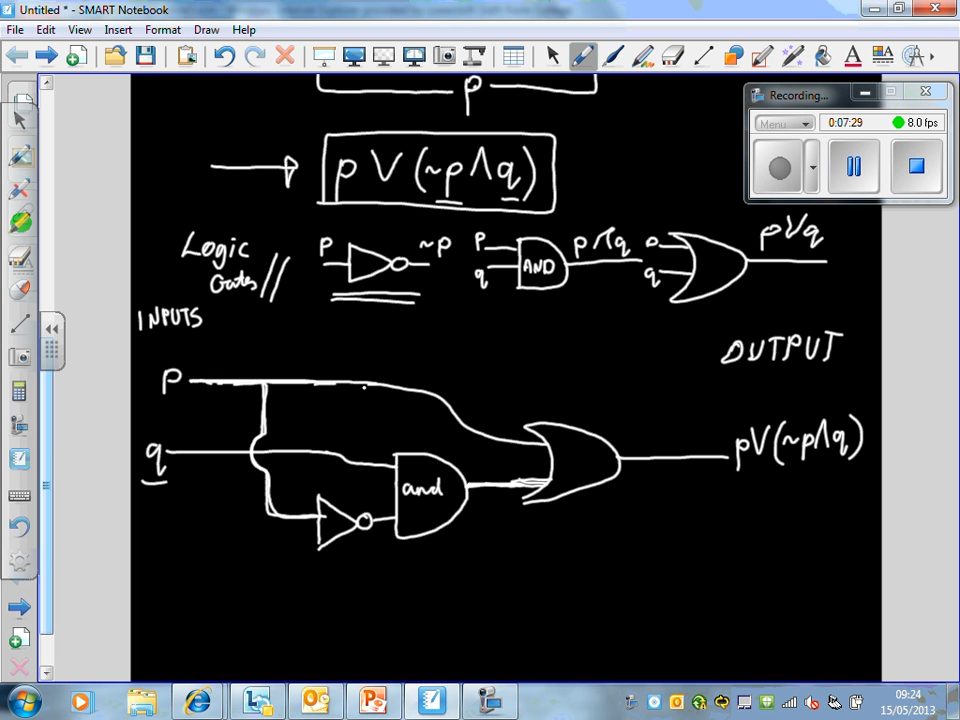 Untitled * - SMART Notebook
File Edit View Insert Format Draw Help
Recording...
Menu 0:07:29 8.0 fps
p
p V (~p Λ q)
Logic
Gates //
p ~p
p
q
AND
p Λ q
q
p V q
INPUTS
OUTPUT
p
q
and
p V (~p Λ q)
09:24
15/05/2013